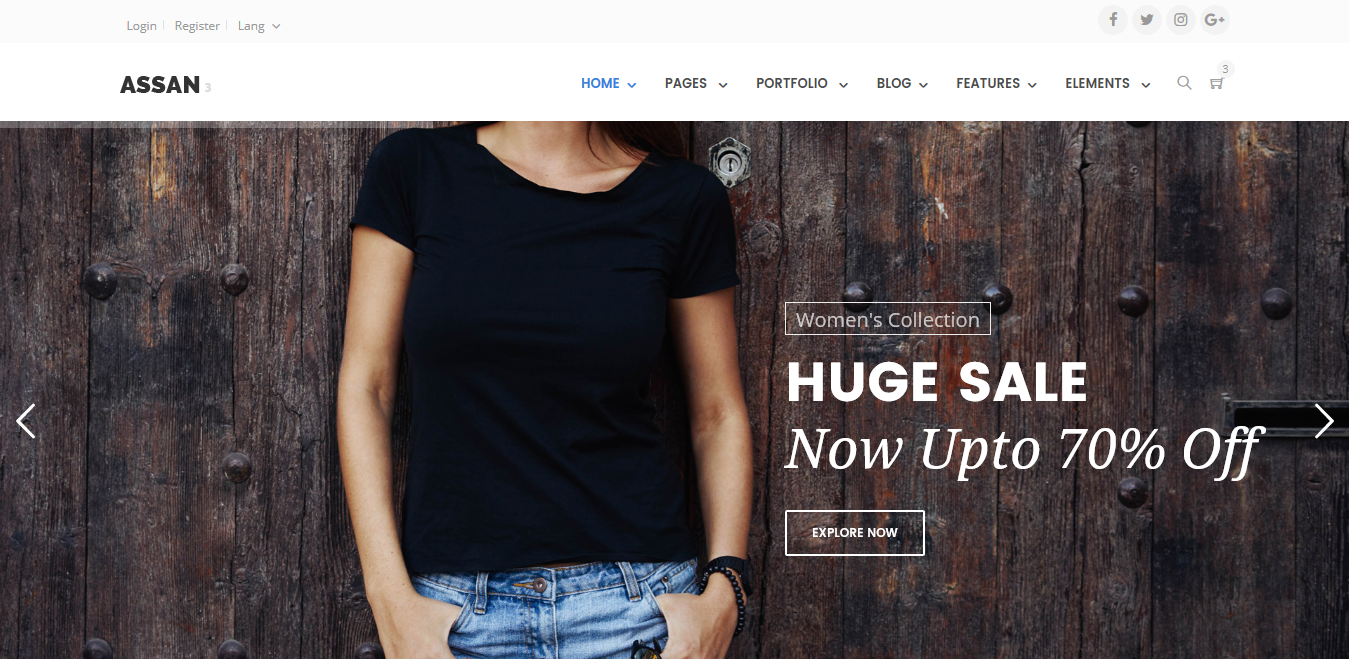 Login Register Lang
3
ASSAN 3 HOME PAGES PORTFOLIO BLOG FEATURES ELEMENTS
Women's Collection
HUGE SALE
Now Upto 70% Off
EXPLORE NOW